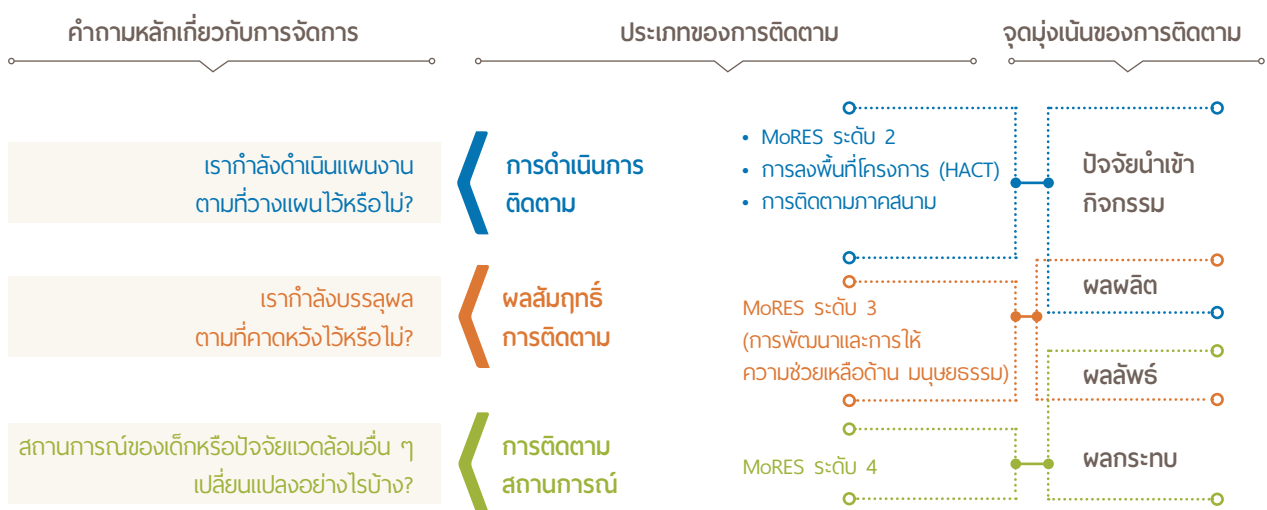 คำถามหลักเกี่ยวกับการจัดการ
ประเภทของการติดตาม
จุดมุ่งเน้นของการติดตาม
เรากำลังดำเนินแผนงาน
ตามที่วางแผนไว้หรือไม่?
การดำเนินการ
ติดตาม
• MoRES ระดับ 2
• การลงพื้นที่โครงการ (HACT)
• การติดตามภาคสนาม
ปัจจัยนำเข้า
กิจกรรม
เรากำลังบรรลุผล
ตามที่คาดหวังไว้หรือไม่?
ผลสัมฤทธิ์
การติดตาม
MoRES ระดับ 3
(การพัฒนาและการให้
ความช่วยเหลือด้าน มนุษยธรรม)
ผลผลิต
ผลลัพธ์
สถานการณ์ของเด็กหรือปัจจัยแวดล้อมอื่น ๆ
เปลี่ยนแปลงอย่างไรบ้าง?
การติดตาม
สถานการณ์
MoRES ระดับ 4
ผลกระทบ